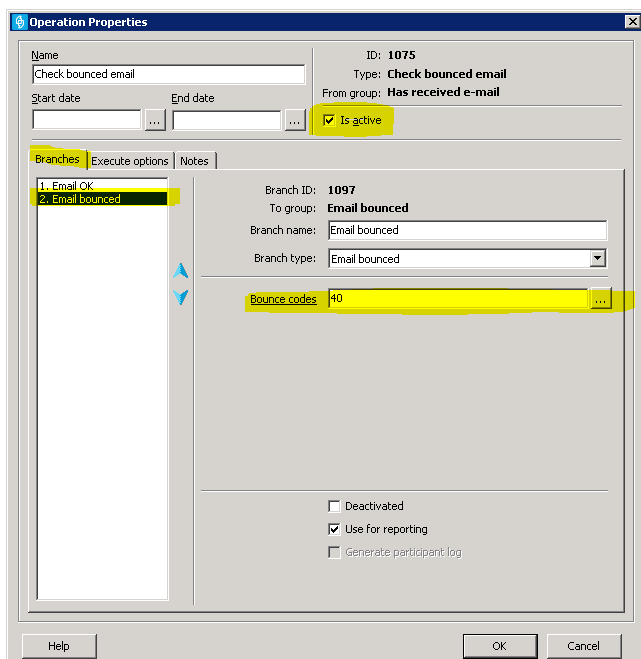 Operation Properties
Name
Check bounced email
Start date
End date
...
...
ID: 1075
Type: Check bounced email
From group: Has received e-mail
Is active
Branches
Execute options
Notes
1. Email OK
2. Email bounced
Branch ID: 1097
To group: Email bounced
Branch name: Email bounced
Branch type: Email bounced
Bounce codes 40 ...
Deactivated
Use for reporting
Generate participant log
Help
OK
Cancel